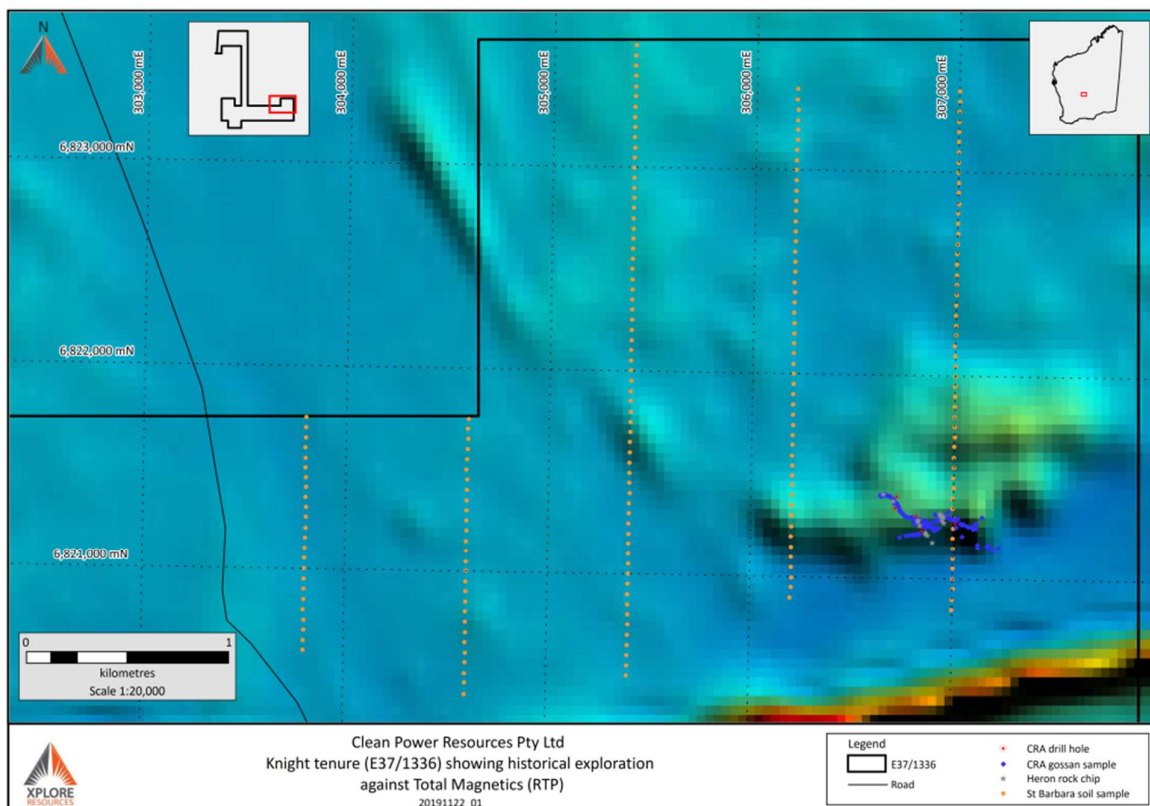 N
303,000 mE
304,000 mE
305,000 mE
306,000 mE
307,000 mE
6,823,000 mN
6,822,000 mN
6,821,000 mN
0 1
kilometres
Scale 1:20,000
XPLORE
RESOURCES
Clean Power Resources Pty Ltd
Knight tenure (E37/1336) showing historical exploration
against Total Magnetics (RTP)
20191122_01
Legend
E37/1336
Road
CRA drill hole
CRA gossan sample
Heron rock chip
St Barbara soil sample